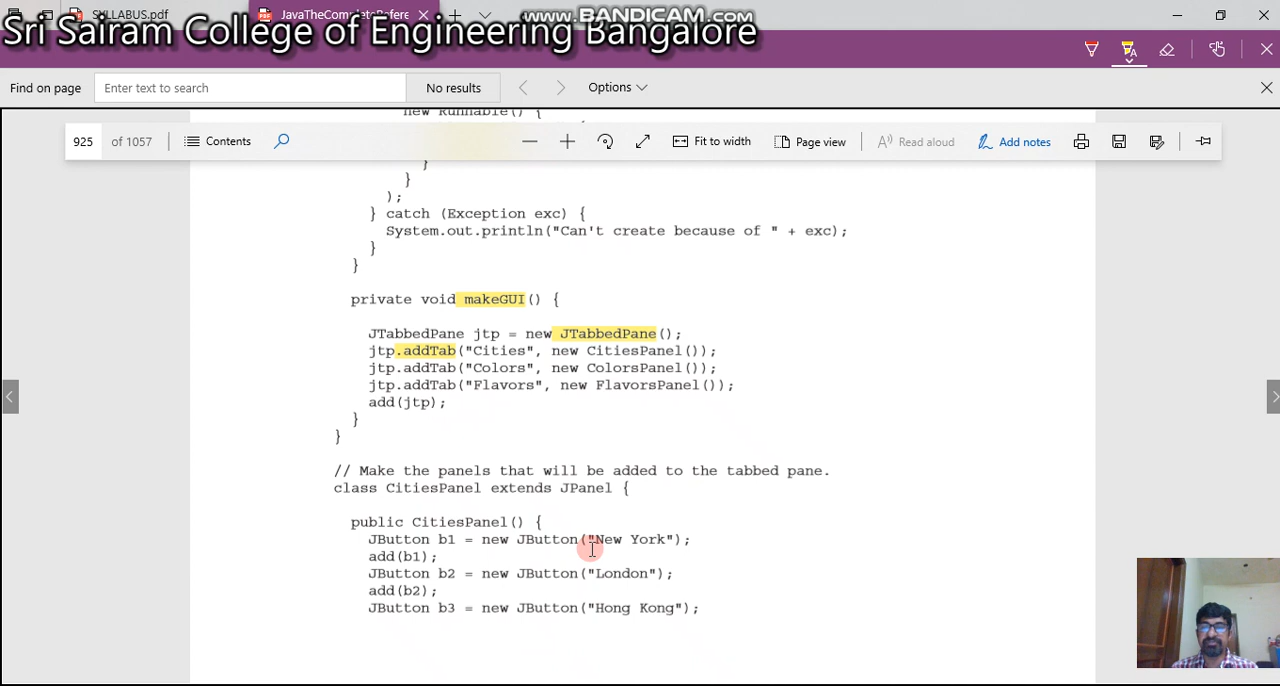 SYLLABUS.pdf
JavaTheCompleteRefere
www.BANDICAM.com
Sri Sairam College of Engineering Bangalore
Find on page
Enter text to search
No results
Options
new Runnable() {
925 of 1057
Contents
Fit to width
Page view
Read aloud
Add notes
}
}
);
} catch (Exception exc) {
System.out.println("Can't create because of " + exc);
}
}
private void makeGUI() {
JTabbedPane jtp = new JTabbedPane();
jtp.addTab("Cities", new CitiesPanel());
jtp.addTab("Colors", new ColorsPanel());
jtp.addTab("Flavors", new FlavorsPanel());
add(jtp);
}
}
// Make the panels that will be added to the tabbed pane.
class CitiesPanel extends JPanel {
public CitiesPanel() {
JButton b1 = new JButton("New York");
add(b1);
JButton b2 = new JButton("London");
add(b2);
JButton b3 = new JButton("Hong Kong");